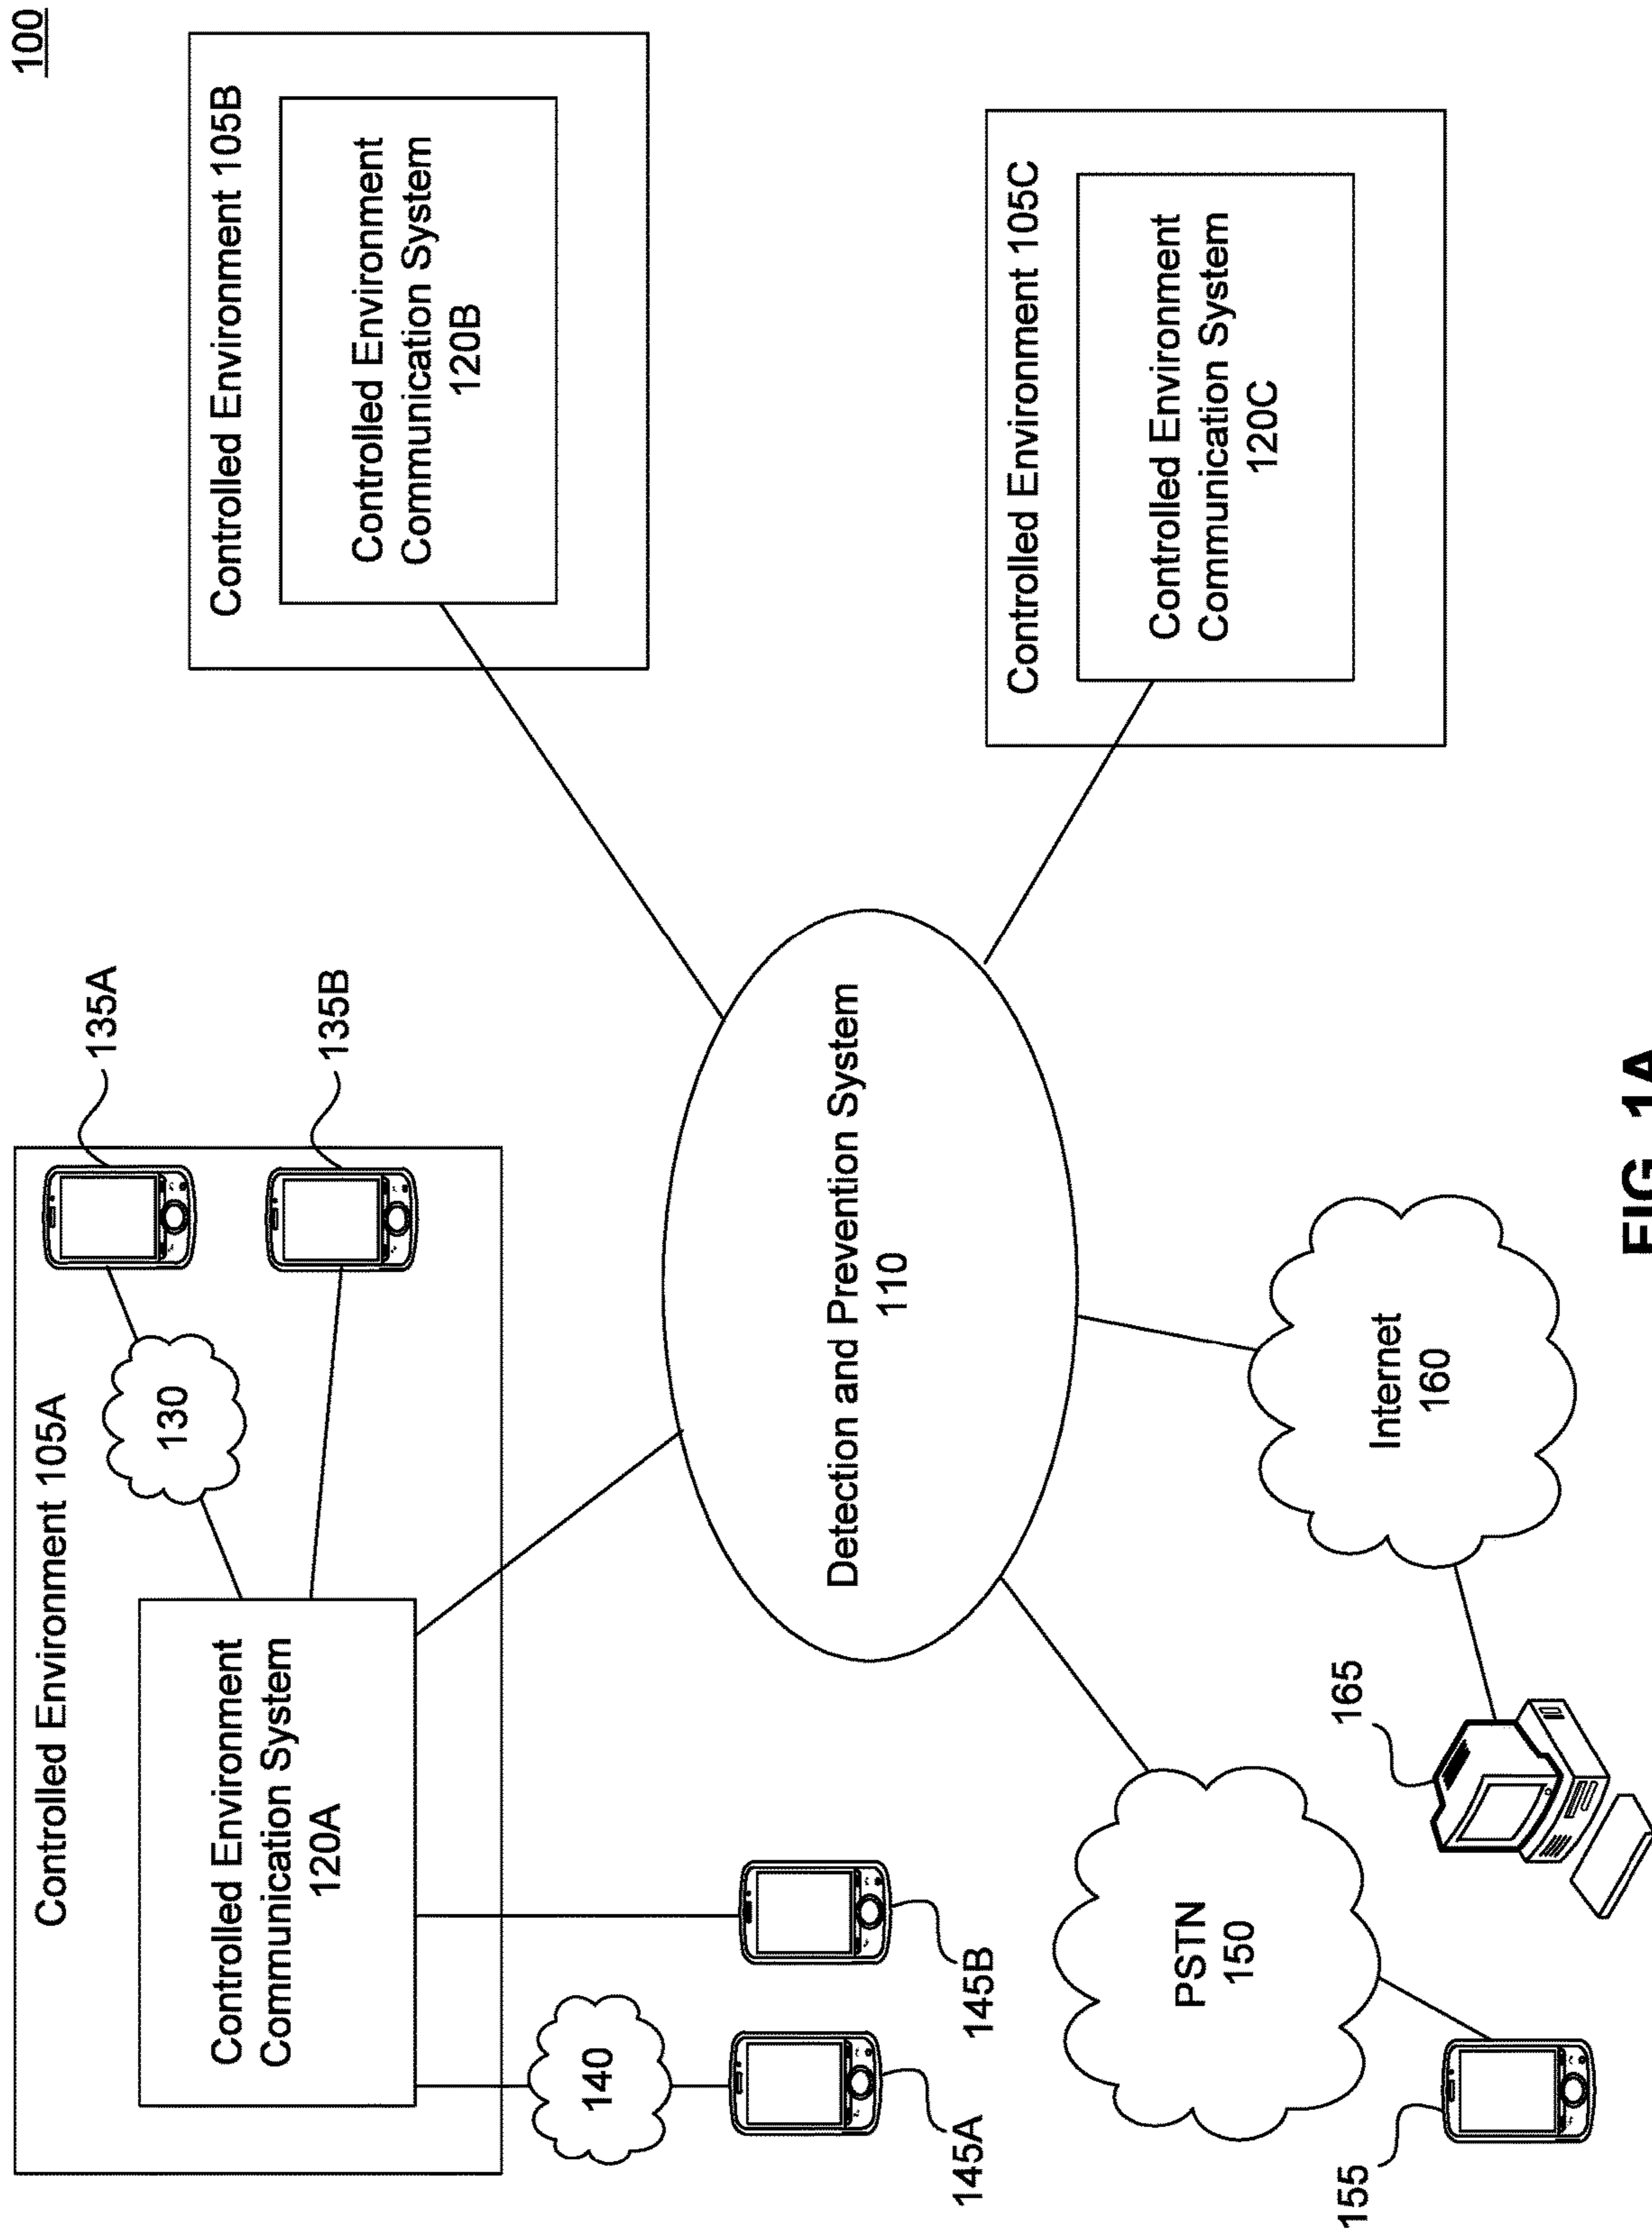 100
Controlled Environment 105A
Controlled Environment
Communication System
120A
130
135A
135B
140
145A
145B
Controlled Environment 105B
Controlled Environment
Communication System
120B
Detection and Prevention System
110
Controlled Environment 105C
Controlled Environment
Communication System
120C
PSTN
150
155
Internet
160
165
FIG. 1A